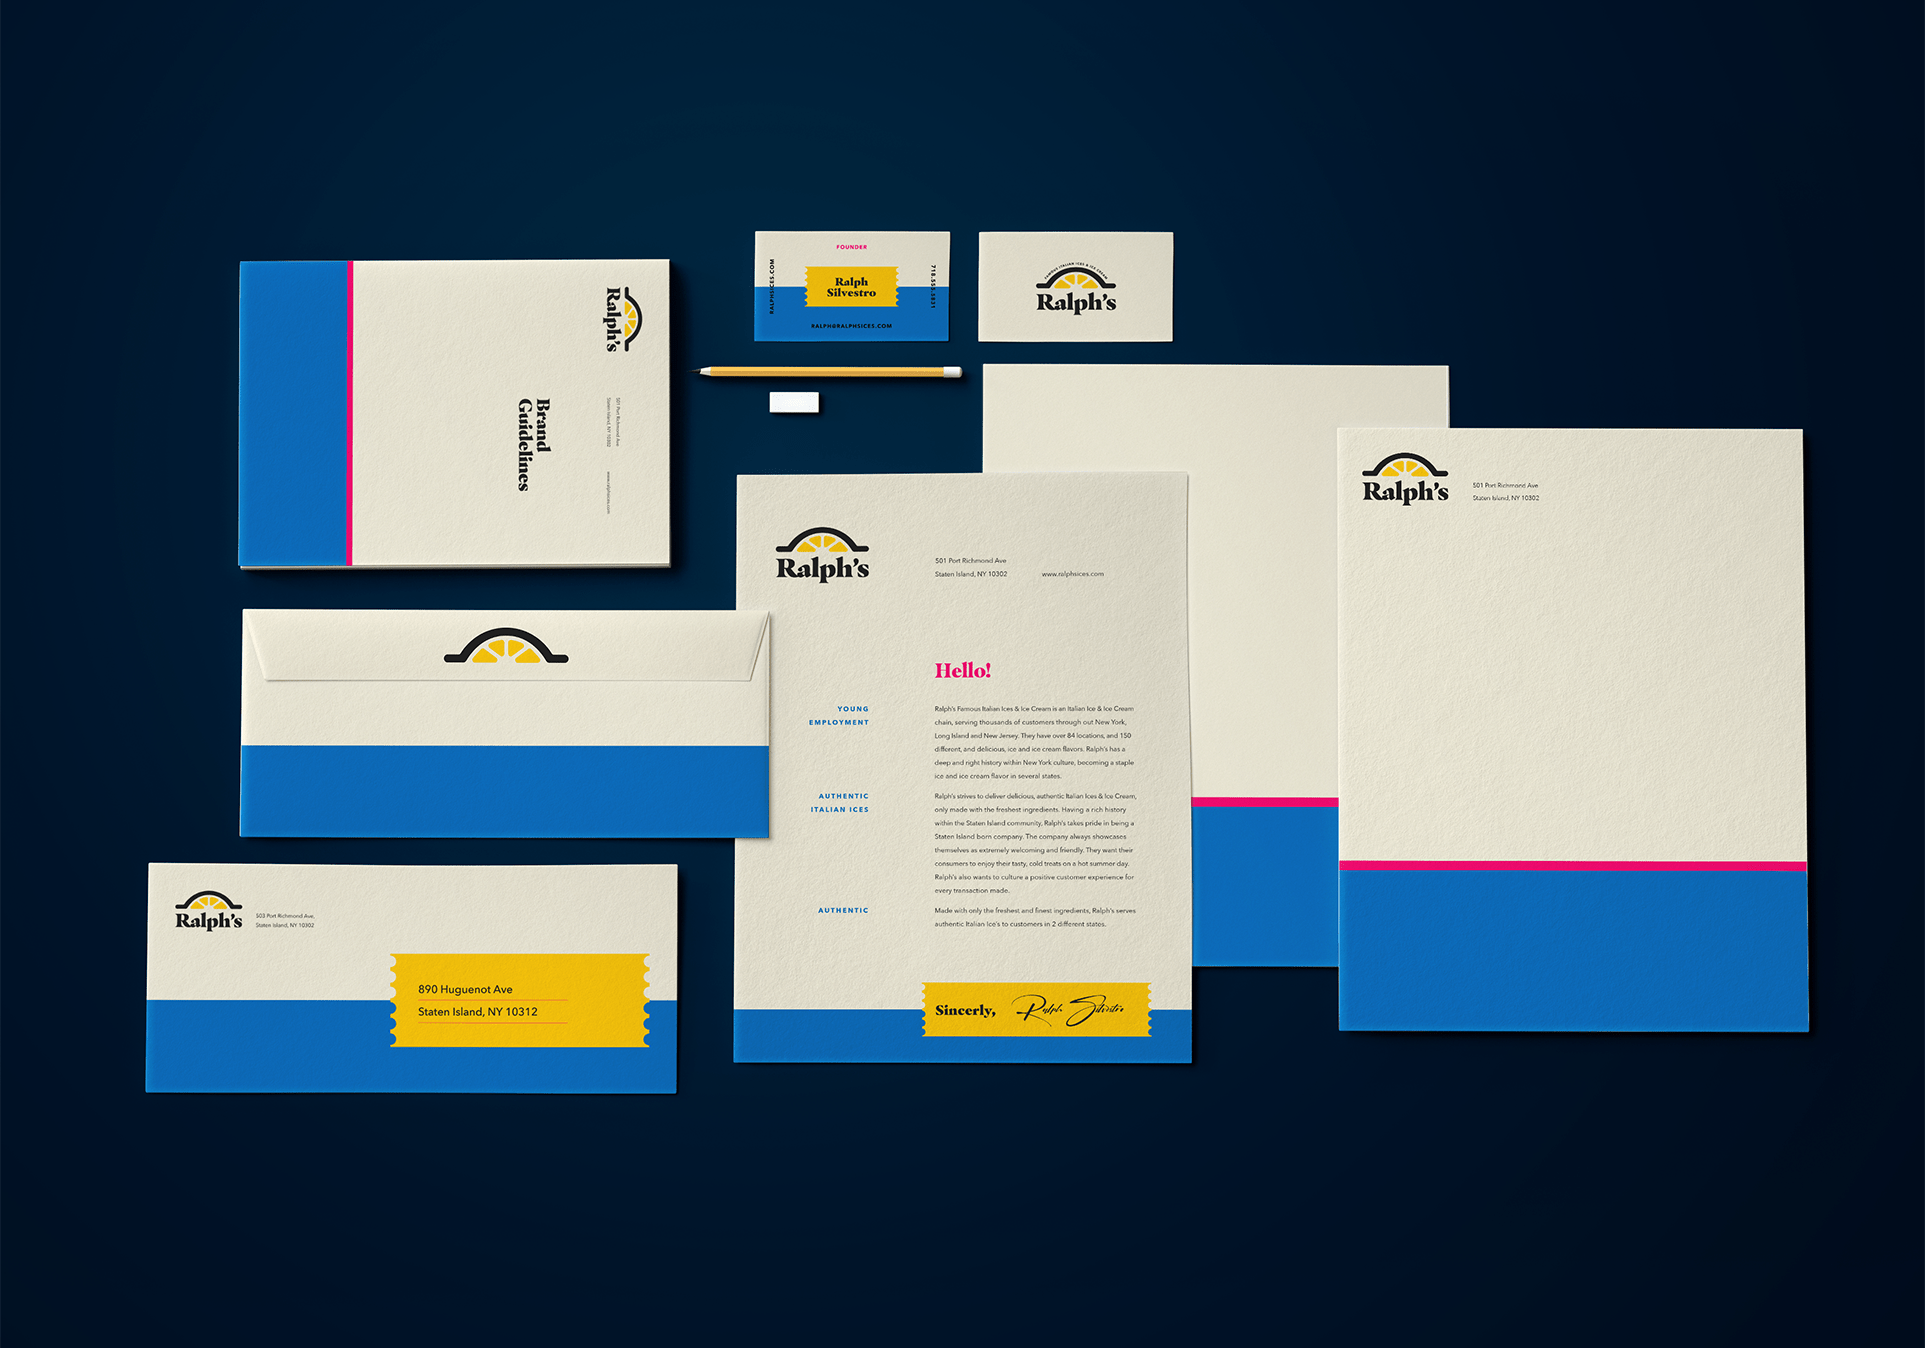 Ralph's
501 Port Richmond Ave
Staten Island, NY 10302
www.ralphsices.com
Brand
Guidelines
FOUNDER
RALPHSICES.COM
Ralph
Silvestro
718.555.5831
RALPH@RALPHSICES.COM
FAMOUS ITALIAN ICES & ICE CREAM
Ralph's
Ralph's
501 Port Richmond Ave
Staten Island, NY 10302
Ralph's
501 Port Richmond Ave
Staten Island, NY 10302
www.ralphsices.com
Hello!
YOUNG
EMPLOYMENT
Ralph's Famous Italian Ices & Ice Cream is an Italian Ice & Ice Cream
chain, serving thousands of customers through out New York,
Long Island and New Jersey. They have over 84 locations, and 150
different, and delicious, ice and ice cream flavors. Ralph's has a
deep and right history within New York culture, becoming a staple
ice and ice cream flavor in several states.
AUTHENTIC
ITALIAN ICES
Ralph's strives to deliver delicious, authentic Italian Ices & Ice Cream,
only made with the freshest ingredients. Having a rich history
within the Staten Island community, Ralph's takes pride in being a
Staten Island born company. The company always showcases
themselves as extremely welcoming and friendly. They want their
consumers to enjoy their tasty, cold treats on a hot summer day.
Ralph's also wants to culture a positive customer experience for
every transaction made.
AUTHENTIC
Made with only the freshest and finest ingredients, Ralph's serves
authentic Italian Ice's to customers in 2 different states.
Sincerely, Ralph Silvestro
Ralph's
503 Port Richmond Ave,
Staten Island, NY 10302
890 Huguenot Ave
Staten Island, NY 10312